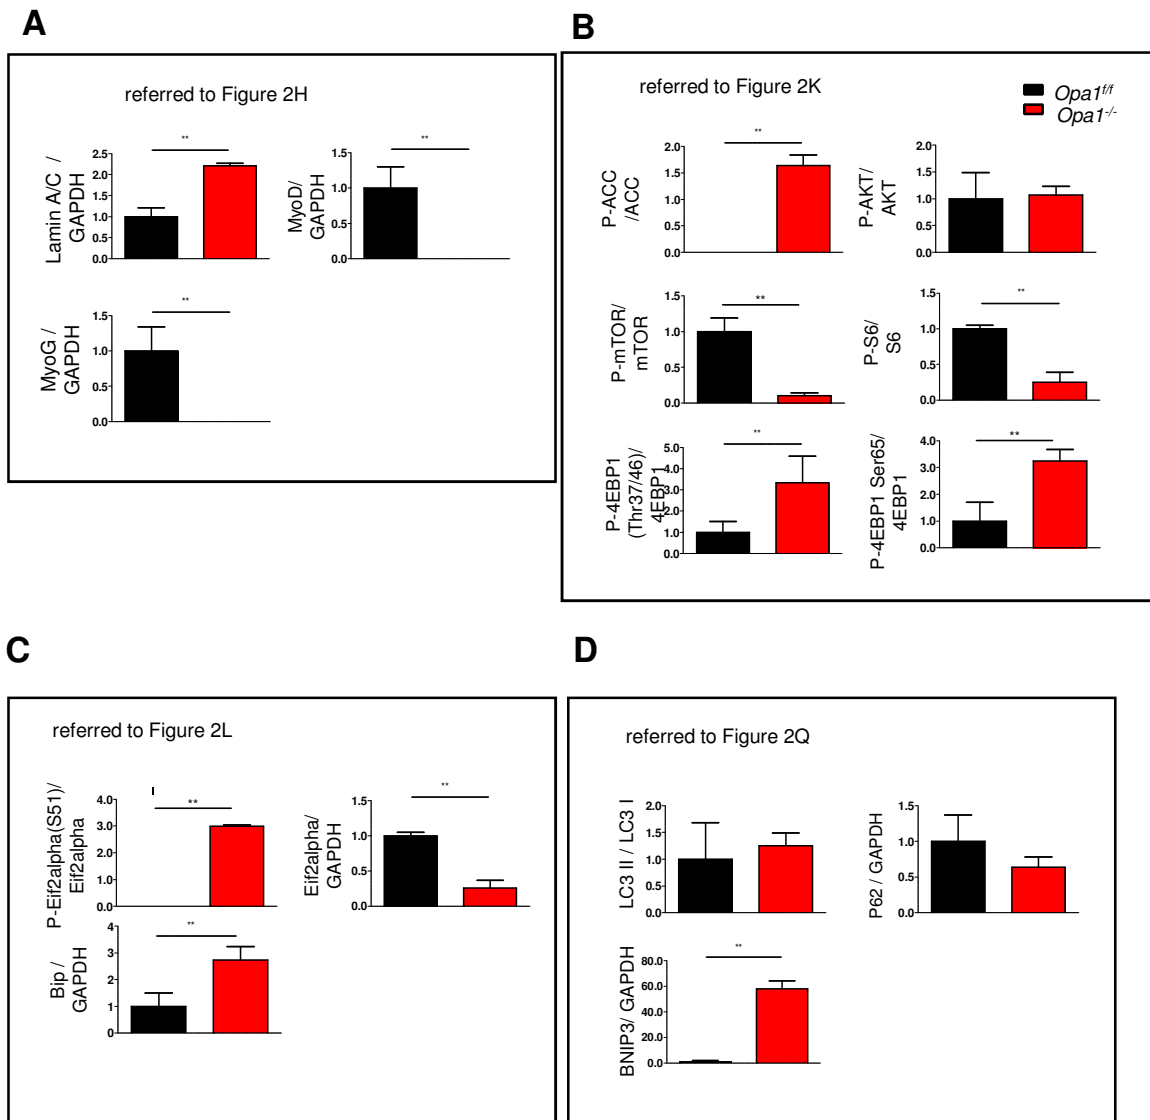 A
referred to Figure 2H
Lamin A/C /
GAPDH
2.5
2.0
1.5
1.0
0.5
0.0
**
MyoD/
GAPDH
1.5
1.0
0.5
0.0
**
MyoG /
GAPDH
1.5
1.0
0.5
0.0
**
B
referred to Figure 2K
Opa1f/f
Opa1-/-
P-ACC
/ACC
2.0
1.5
1.0
0.5
0.0
**
P-AKT/
AKT
2.0
1.5
1.0
0.5
0.0
P-mTOR/
mTOR
1.5
1.0
0.5
0.0
**
P-S6/
S6
1.5
1.0
0.5
0.0
**
P-4EBP1
(Thr37/46)/
4EBP1
5.0
4.0
3.0
2.0
1.0
0.0
**
P-4EBP1 Ser65/
4EBP1
4.0
3.0
2.0
1.0
0.0
**
C
referred to Figure 2L
P-Eif2alpha(S51)/
Eif2alpha
4.0
3.0
2.0
1.0
0.0
**
Eif2alpha/
GAPDH
1.5
1.0
0.5
0.0
**
Bip /
GAPDH
4
3
2
1
0
**
D
referred to Figure 2Q
LC3 II / LC3 I
2.0
1.5
1.0
0.5
0.0
P62 / GAPDH
1.5
1.0
0.5
0.0
BNIP3/ GAPDH
80.0
60.0
40.0
20.0
0.0
**